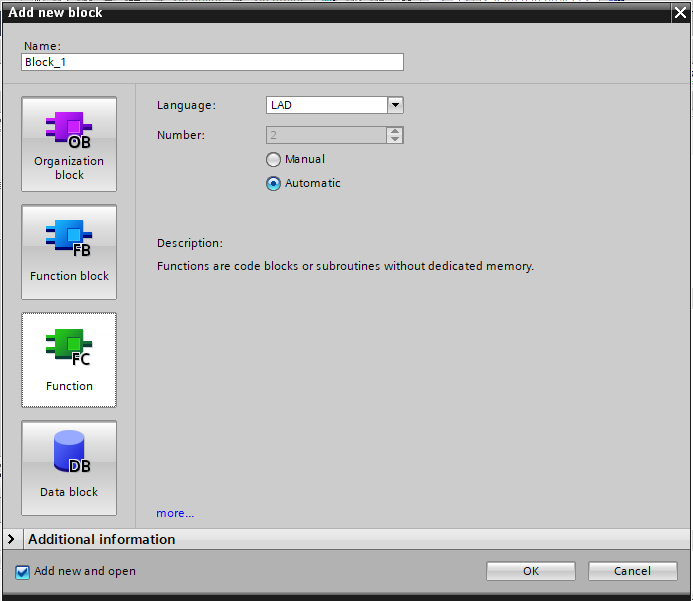 Add new block
Name:
Block_1
OB
Organization
block
FB
Function block
FC
Function
DB
Data block
Language:
LAD
Number:
2
Manual
Automatic
Description:
Functions are code blocks or subroutines without dedicated memory.
more...
Additional information
Add new and open
OK
Cancel